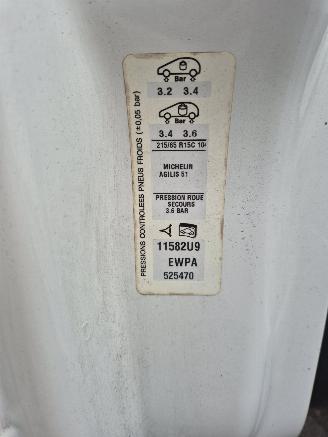 PRESSIONS CONTROLEES PNEUS FROIDS (±0,05 bar)
Bar
3.2 3.4
Bar
3.4 3.6
215/65 R15C 104
MICHELIN
AGILIS 51
PRESSION ROUE
SECOURS
3.6 BAR
11582U9
EWPA
525470